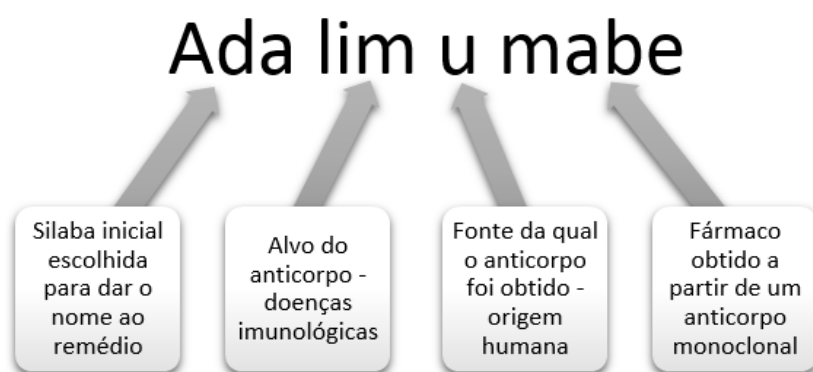 Ada lim u mabe
Silaba inicial
escolhida
para dar o
nome ao
remédio
Alvo do
anticorpo -
doenças
imunológicas
Fonte da qual
o anticorpo
foi obtido -
origem
humana
Fármaco
obtido a
partir de um
anticorpo
monoclonal